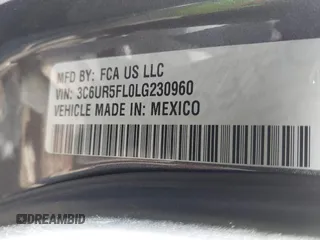 MFD BY: FCA US LLC
VIN: 3C6UR5FL0LG230960
VEHICLE MADE IN: MEXICO
DREAMBID